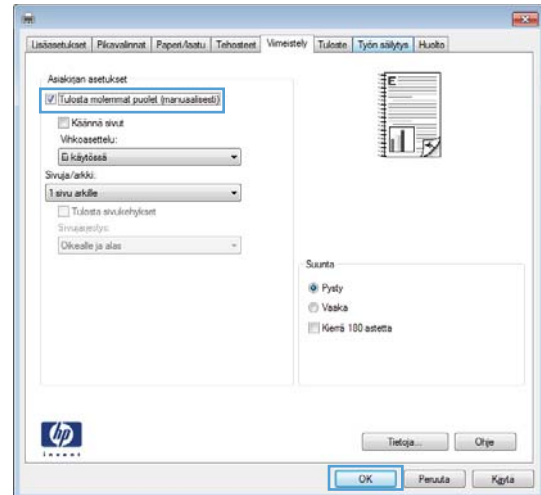 Lisäasetukset Pikavalinnat Paperi/laatu Tehosteet Viimeistely Tuloste Työn säilytys Huolto
Asiakirjan asetukset
Tulosta molemmat puolet (manuaalisesti)
Käännä sivut
Vihkoasettelu:
Ei käytössä
Sivuja/arkki:
1 sivu arkille
Tulosta sivukehykset
Sivujärjestys:
Oikealle ja alas
E
Suunta
Pysty
Vaaka
Kierrä 180 astetta
hp
invent
Tietoja... Ohje
OK Peruuta Käytä